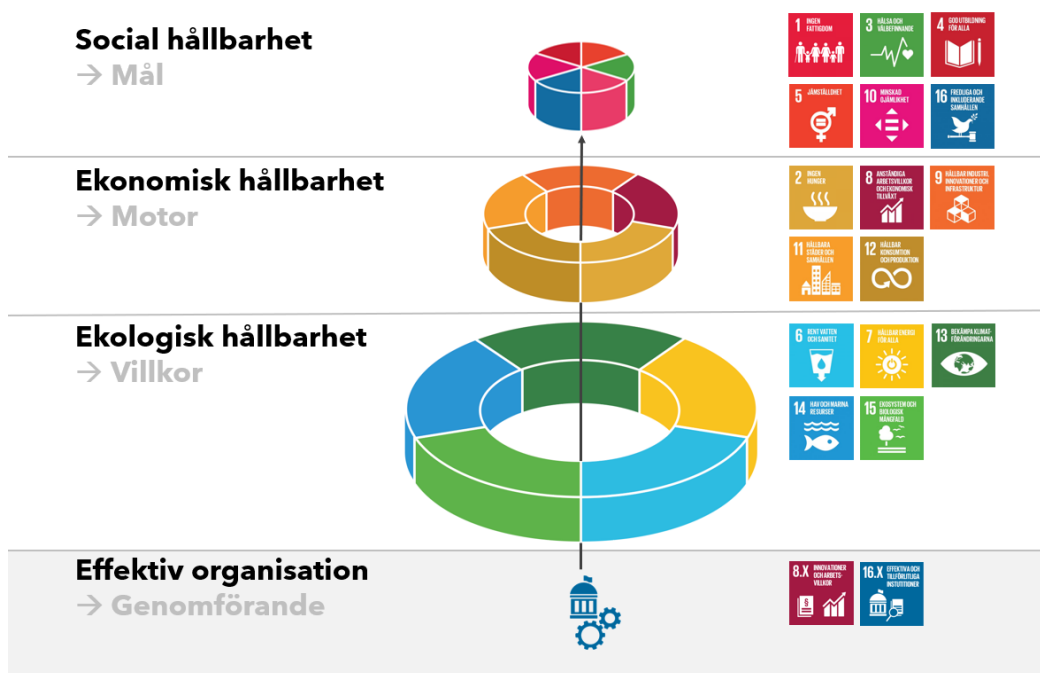 Social hållbarhet
→ Mål
1 INGEN
FATTIGDOM
3 HÄLSA OCH
VÄLBEFINNANDE
4 GOD UTBILDNING
FÖR ALLA
5 JÄMSTÄLLDHET
10 MINSKAD
OJÄMLIKHET
16 FREDLIGA OCH
INKLUDERANDE
SAMHÄLLEN
Ekonomisk hållbarhet
→ Motor
2 INGEN
HUNGER
8 ANSTÄNDIGA
ARBETSVILLKOR
OCH EKONOMISK
TILLVÄXT
9 HÅLLBAR INDUSTRI,
INNOVATIONER OCH
INFRASTRUKTUR
11 HÅLLBARA
STÄDER OCH
SAMHÄLLEN
12 HÅLLBAR
KONSUMTION
OCH PRODUKTION
Ekologisk hållbarhet
→ Villkor
6 RENT VATTEN
OCH SANITET
7 HÅLLBAR ENERGI
FÖR ALLA
13 BEKÄMPA KLIMAT-
FÖRÄNDRINGARNA
14 HAV OCH MARINA
RESURSER
15 EKOSYSTEM OCH
BIOLOGISK
MÅNGFALD
Effektiv organisation
→ Genomförande
8.X INNOVATIONER
OCH ARBETS-
VILLKOR
§
16.X EFFEKTIVA OCH
TILLFÖRLITLIGA
INSTITUTIONER